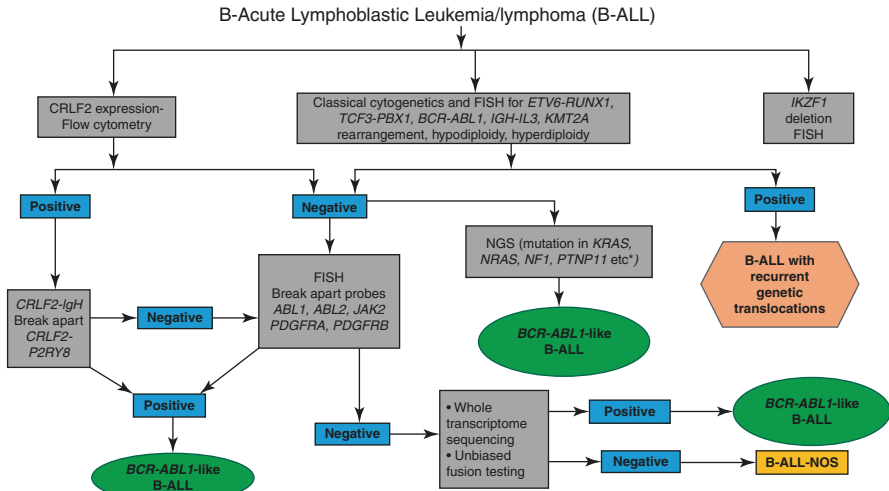 B-Acute Lymphoblastic Leukemia/lymphoma (B-ALL)
CRLF2 expression-
Flow cytometry
Classical cytogenetics and FISH for ETV6-RUNX1,
TCF3-PBX1, BCR-ABL1, IGH-IL3, KMT2A
rearrangement, hypodiploidy, hyperdiploidy
IKZF1
deletion
FISH
Positive
Negative
Positive
NGS (mutation in KRAS,
NRAS, NF1, PTNP11 etc*)
B-ALL with
recurrent
genetic
translocations
CRLF2-IgH
Break apart
CRLF2-
P2RY8
Negative
FISH
Break apart probes
ABL1, ABL2, JAK2
PDGFRA, PDGFRB
BCR-ABL1-like
B-ALL
Positive
Negative
• Whole
transcriptome
sequencing
• Unbiased
fusion testing
Positive
BCR-ABL1-like
B-ALL
Negative
B-ALL-NOS
BCR-ABL1-like
B-ALL